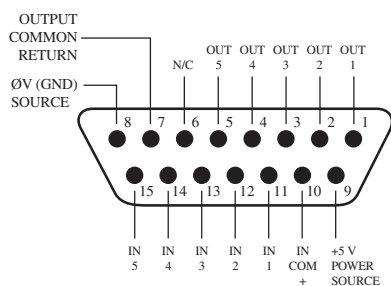 OUTPUT
COMMON
RETURN
ØV (GND)
SOURCE
N/C
OUT
5
OUT
4
OUT
3
OUT
2
OUT
1
8 7 6 5 4 3 2 1
15 14 13 12 11 10 9
IN
5
IN
4
IN
3
IN
2
IN
1
IN
COM
+
+5 V
POWER
SOURCE